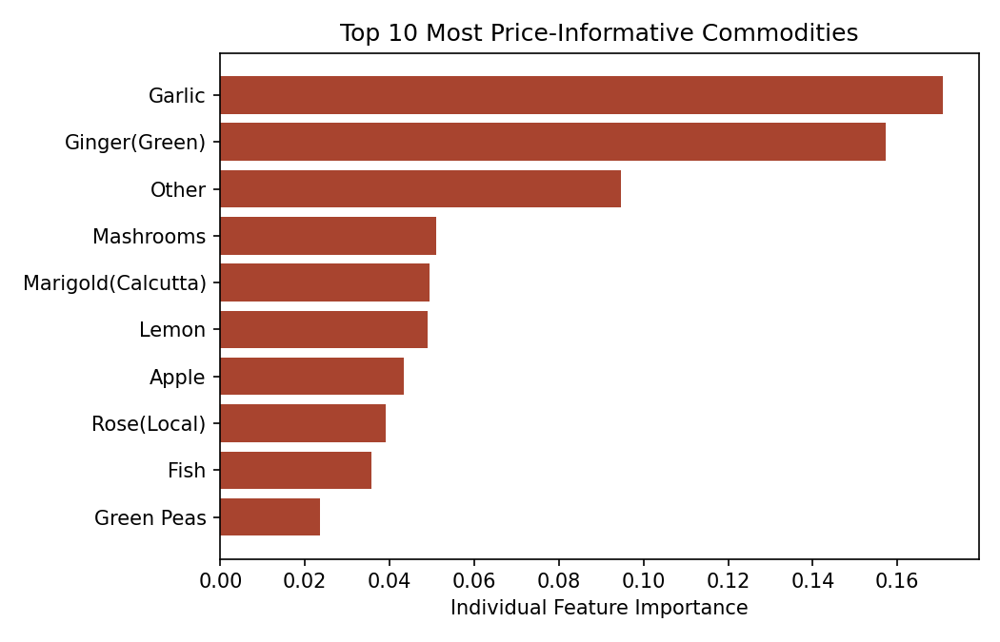 Top 10 Most Price-Informative Commodities
Garlic
Ginger(Green)
Other
Mashrooms
Marigold(Calcutta)
Lemon
Apple
Rose(Local)
Fish
Green Peas
0.00 0.02 0.04 0.06 0.08 0.10 0.12 0.14 0.16
Individual Feature Importance